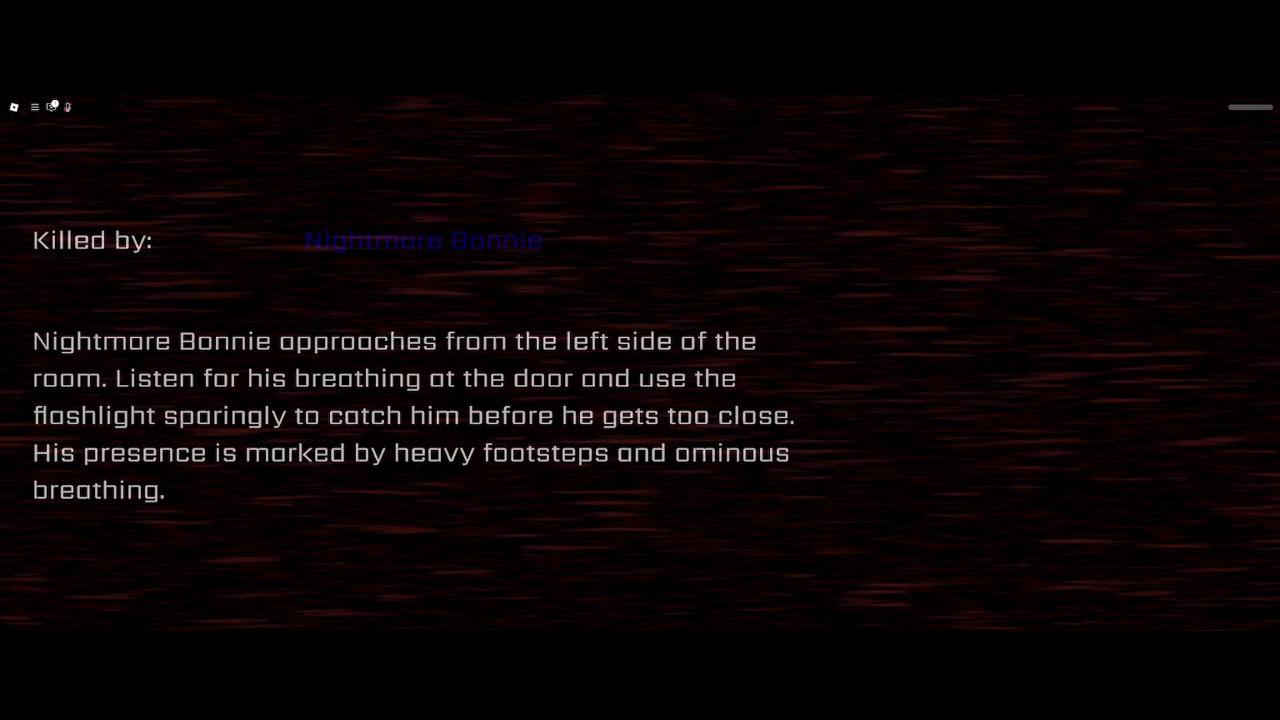 Killed by: Nightmare Bonnie
Nightmare Bonnie approaches from the left side of the
room. Listen for his breathing at the door and use the
flashlight sparingly to catch him before he gets too close.
His presence is marked by heavy footsteps and ominous
breathing.